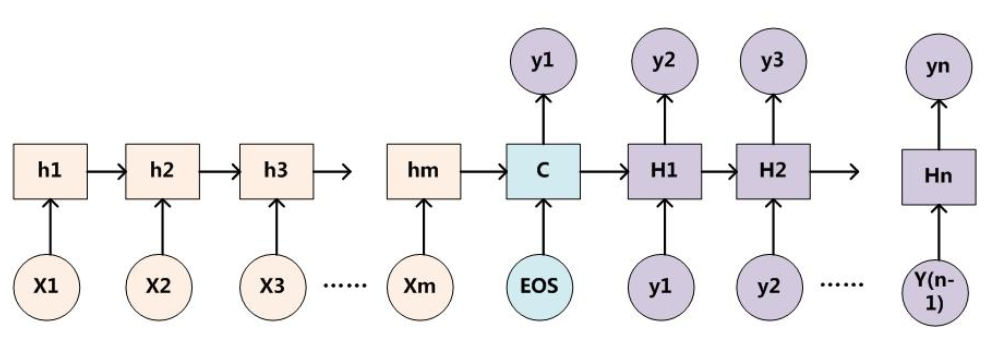 y1
y2
y3
yn
h1
h2
h3
hm
C
H1
H2
Hn
X1
X2
X3
......
Xm
EOS
y1
y2
......
Y(n-
1)